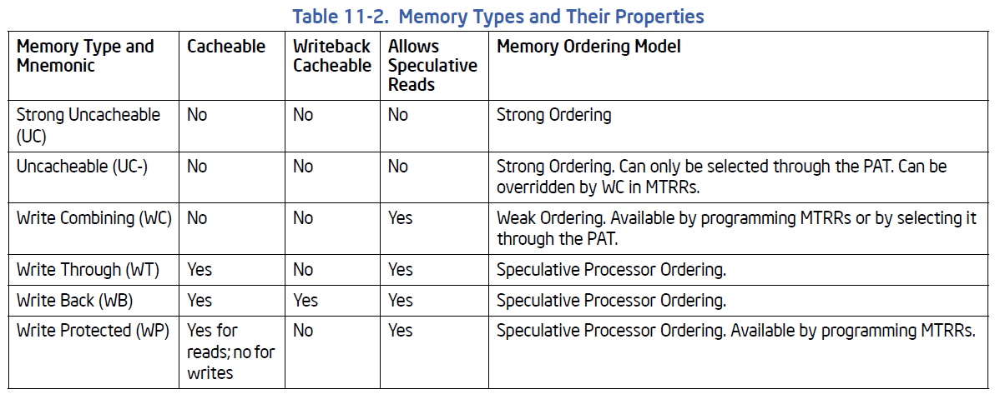 Table 11-2. Memory Types and Their Properties
Memory Type and Mnemonic Cacheable Writeback Cacheable Allows Speculative Reads Memory Ordering Model
Strong Uncacheable (UC) No No No Strong Ordering
Uncacheable (UC-) No No No Strong Ordering. Can only be selected through the PAT. Can be overridden by WC in MTRRs.
Write Combining (WC) No No Yes Weak Ordering. Available by programming MTRRs or by selecting it through the PAT.
Write Through (WT) Yes No Yes Speculative Processor Ordering.
Write Back (WB) Yes Yes Yes Speculative Processor Ordering.
Write Protected (WP) Yes for reads; no for writes No Yes Speculative Processor Ordering. Available by programming MTRRs.